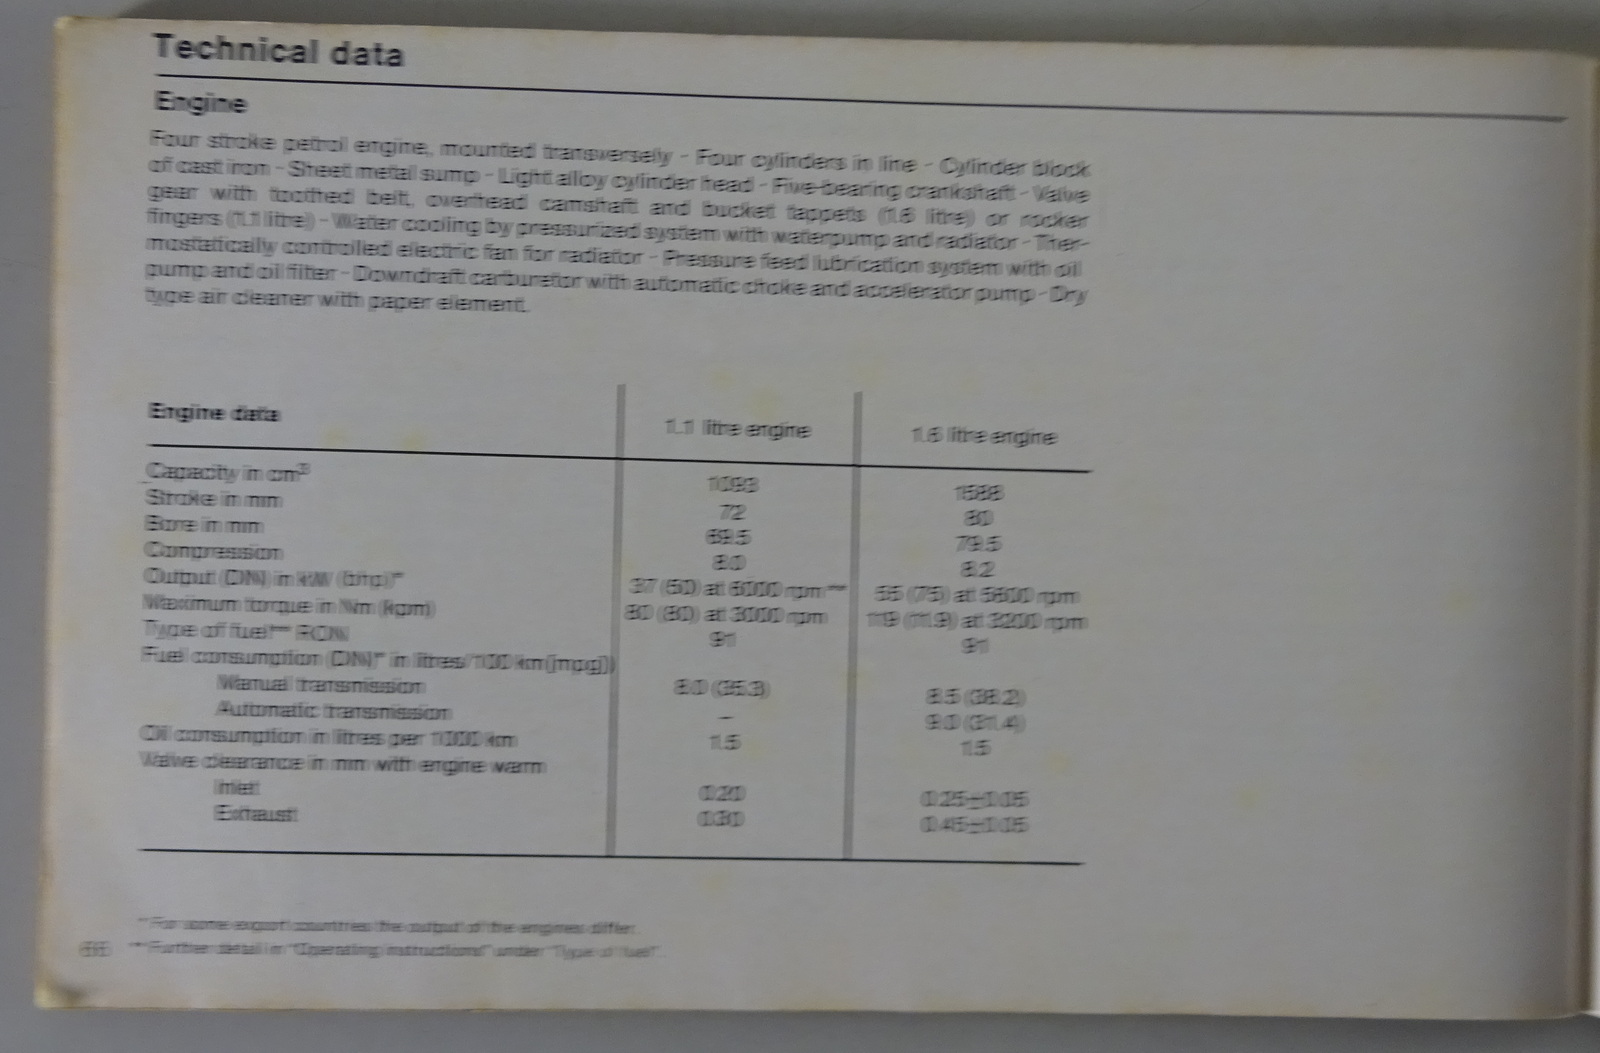 Technical data
Engine
Four stroke petrol engine, mounted transversely - Four cylinders in line - Cylinder block
of cast iron - Sheet metal sump - Light alloy cylinder head - Five-bearing crankshaft - Valve
gear with toothed belt, overhead camshaft and bucket tappets (1.6 litre) or rocker
fingers (1.1 litre) - Water cooling by pressurized system with waterpump and radiator - Ther-
mostatically controlled electric fan for radiator - Pressure feed lubrication system with oil
pump and oil filter - Downdraft carburetor with automatic choke and accelerator pump - Dry
type air cleaner with paper element.
Engine data 1.1 litre engine 1.6 litre engine
Capacity in cm³ 1093 1588
Stroke in mm 72 80
Bore in mm 69.5 79.5
Compression 8.0 8.2
Output (DIN) in kW (bhp)* 37 (50) at 6000 rpm 55 (75) at 5600 rpm
Maximum torque in Nm (kpm) 80 (8.0) at 3000 rpm 119 (11.9) at 3200 rpm
Type of fuel** RON 91 91
Fuel consumption (DIN)* in litres/100 km (mpg)
Manual transmission 8.0 (35.3) 8.5
Automatic transmission – 9.0 (31.4)
Oil consumption in litres per 1000 km 1.5 1.5
Valve clearance in mm with engine warm
Inlet 0.20 0.25±0.05
Exhaust 0.30 0.45±0.05
* For some export countries the output of the engines differ.
** Further detail in "Operating instructions" under "Type of fuel".